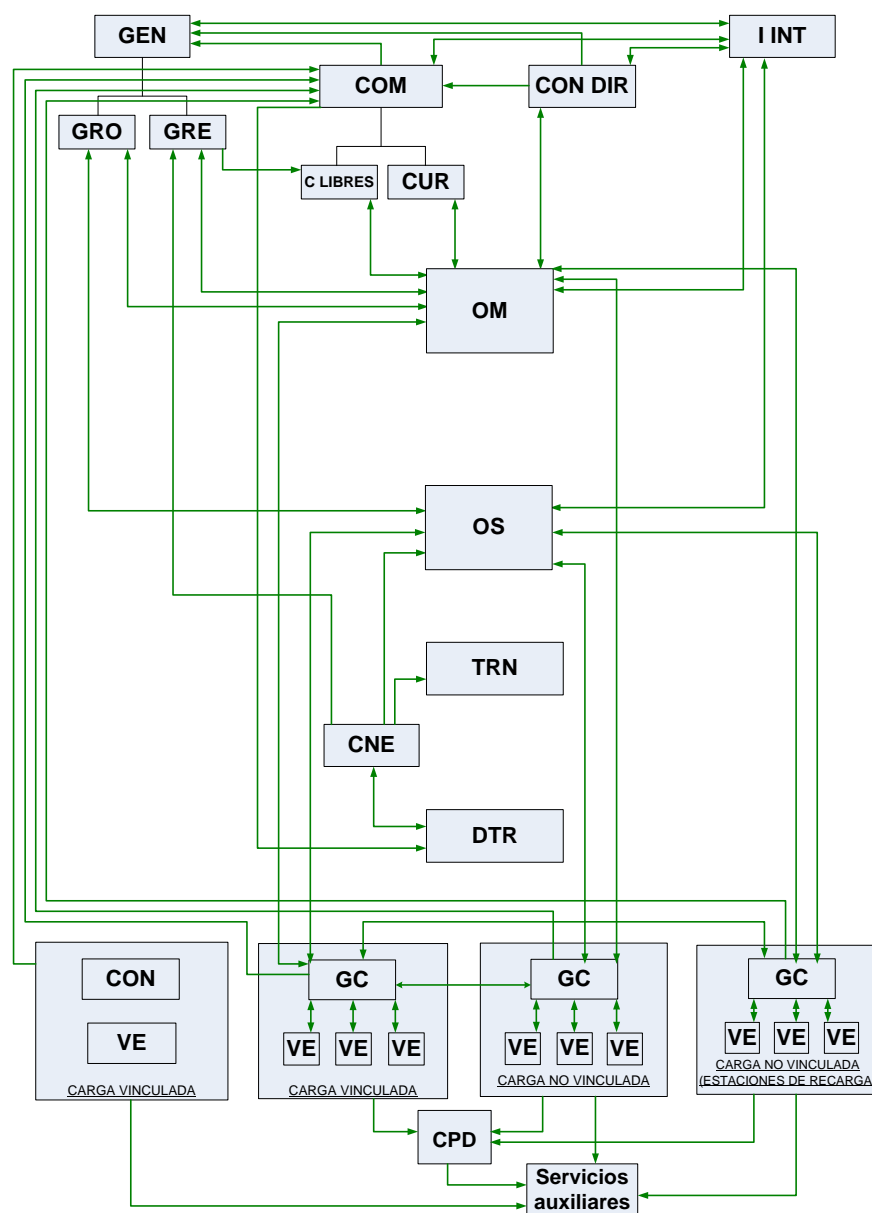 GEN
I INT
COM
CON DIR
GRO
GRE
C LIBRES
CUR
OM
OS
TRN
CNE
DTR
CON
VE
CARGA VINCULADA
GC
VE
VE
VE
CARGA VINCULADA
GC
VE
VE
VE
CARGA NO VINCULADA
GC
VE
VE
VE
CARGA NO VINCULADA
(ESTACIONES DE RECARGA
CPD
Servicios
auxiliares